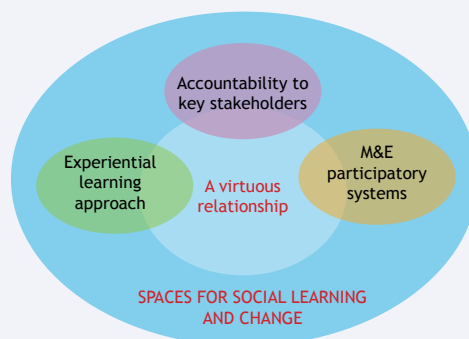 Accountability to
key stakeholders
Experiential
learning
approach
A virtuous
relationship
M&E
participatory
systems
SPACES FOR SOCIAL LEARNING
AND CHANGE